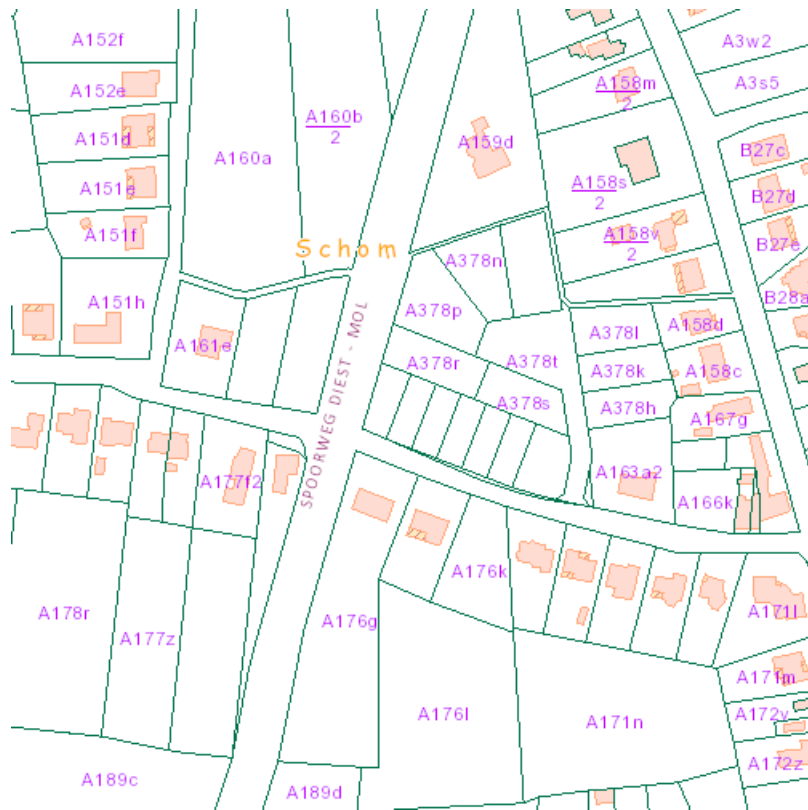 A152f
A3w2
A152e
A158m
2
A3s5
A160b
2
A151d
A159d
B27c
A160a
A151e
A158s
2
B27d
A151f
A158v
2
B27e
Schom
A378n
B28a
A151h
A378p
A158d
A378l
A161e
A378r
A378t
A378k
A158c
A378s
A378h
A167g
SPOORWEG DIEST - MOL
A177f2
A163a2
A166k
A176k
A178r
A177z
A176g
A171l
A171m
A176l
A171n
A172v
A172z
A189c
A189d